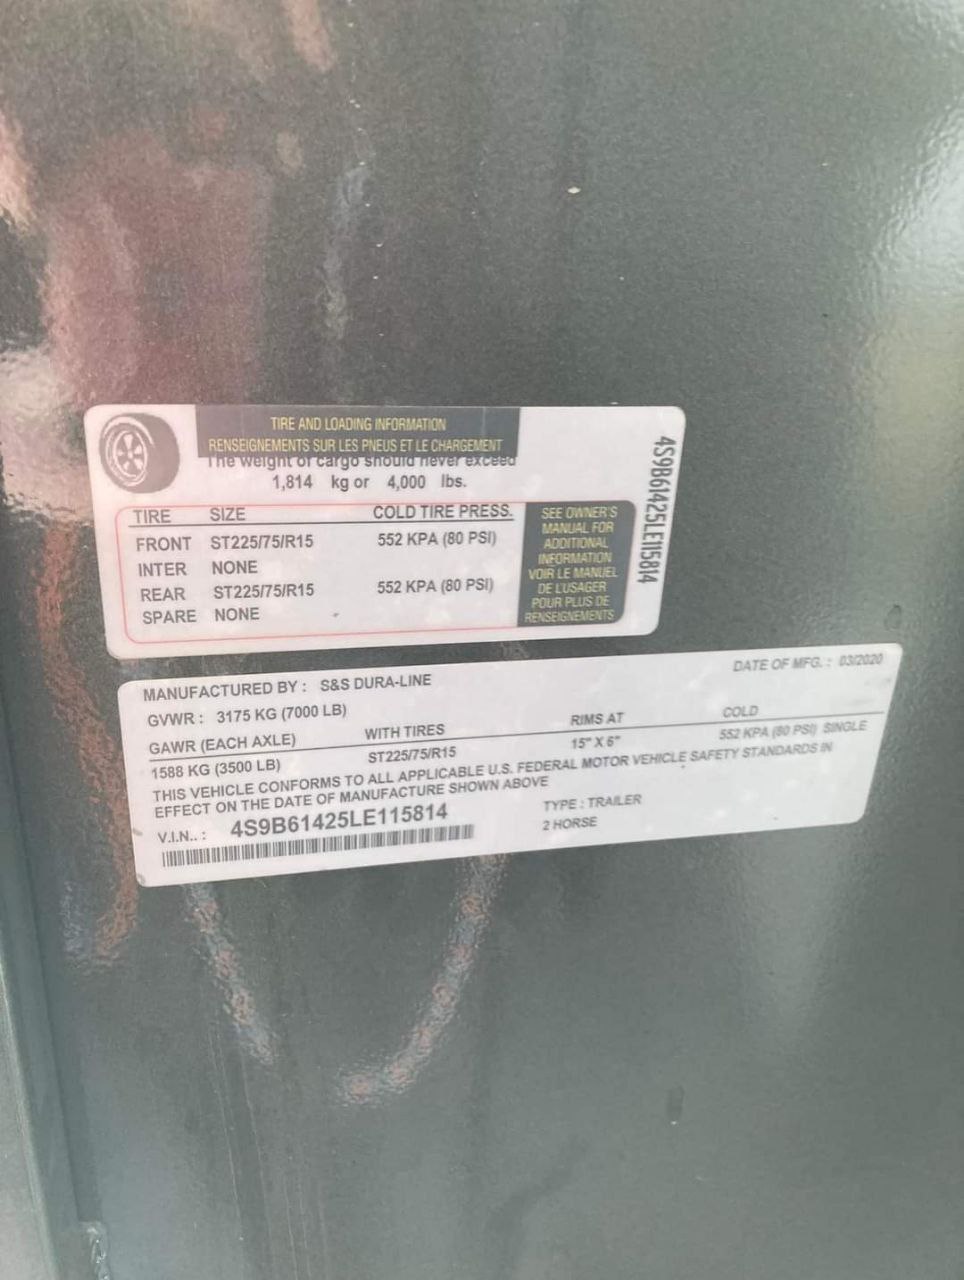 TIRE AND LOADING INFORMATION
RENSEIGNEMENTS SUR LES PNEUS ET LE CHARGEMENT
The weight of cargo should never exceed
1,814 kg or 4,000 lbs.
TIRE SIZE COLD TIRE PRESS.
FRONT ST225/75/R15 552 KPA (80 PSI)
INTER NONE
REAR ST225/75/R15 552 KPA (80 PSI)
SPARE NONE
SEE OWNER'S
MANUAL FOR
ADDITIONAL
INFORMATION
VOIR LE MANUEL
DE L'USAGER
POUR PLUS DE
RENSEIGNEMENTS
4S9B61425LE115814
MANUFACTURED BY : S&S DURA-LINE DATE OF MFG. : 03/2020
GVWR : 3175 KG (7000 LB)
GAWR (EACH AXLE) WITH TIRES RIMS AT COLD
1588 KG (3500 LB) ST225/75/R15 15" X 6" 552 KPA (80 PSI) SINGLE
THIS VEHICLE CONFORMS TO ALL APPLICABLE U.S. FEDERAL MOTOR VEHICLE SAFETY STANDARDS IN
EFFECT ON THE DATE OF MANUFACTURE SHOWN ABOVE
V.I.N.. : 4S9B61425LE115814 TYPE : TRAILER
2 HORSE